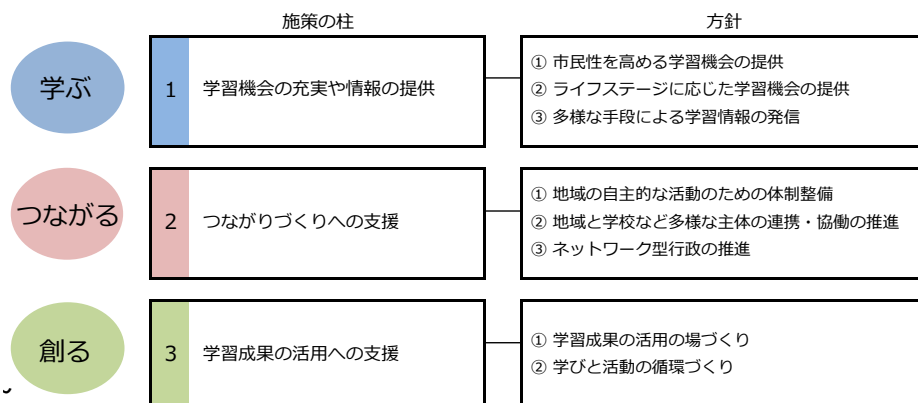 施策の柱 方針
学ぶ
1 学習機会の充実や情報の提供
① 市民性を高める学習機会の提供
② ライフステージに応じた学習機会の提供
③ 多様な手段による学習情報の発信
つながる
2 つながりづくりへの支援
① 地域の自主的な活動のための体制整備
② 地域と学校など多様な主体の連携・協働の推進
③ ネットワーク型行政の推進
創る
3 学習成果の活用への支援
① 学習成果の活用の場づくり
② 学びと活動の循環づくり